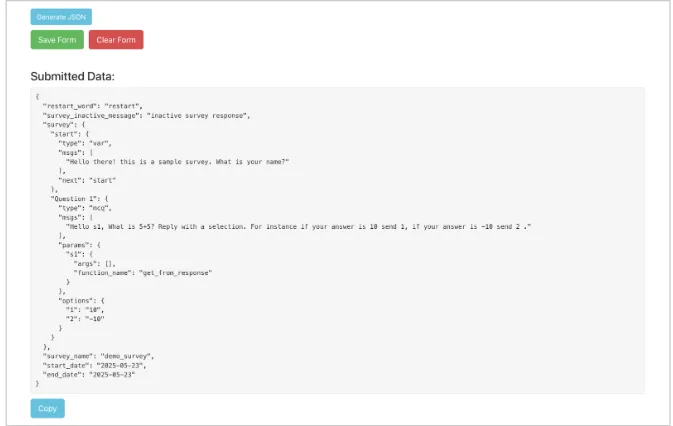 Generate JSON
Save Form Clear Form
Submitted Data:
{
  "restart_word": "restart",
  "survey_inactive_message": "inactive survey response",
  "survey": {
    "start": {
      "type": "var",
      "msgs": [
        "Hello there! this is a sample survey. What is your name?"
      ],
      "next": "start"
    },
    "Question 1": {
      "type": "mcq",
      "msgs": [
        "Hello s1, What is 5+5? Reply with a selection. For instance if your answer is 10 send 1, if your answer is -10 send 2 ."
      ],
      "params": {
        "s1": {
          "args": [],
          "function_name": "get_from_response"
        }
      },
      "options": {
        "1": "10",
        "2": "-10"
      }
    }
  },
  "survey_name": "demo_survey",
  "start_date": "2025-05-23",
  "end_date": "2025-05-23"
}
Copy